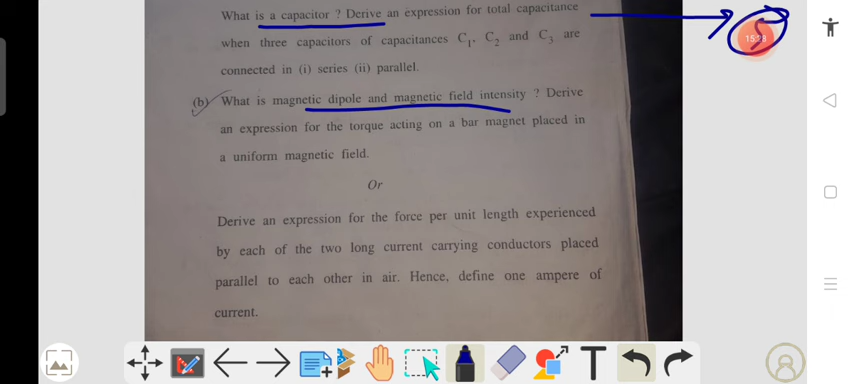 What is a capacitor ? Derive an expression for total capacitance
when three capacitors of capacitances C₁, C₂ and C₃ are
connected in (i) series (ii) parallel.
(b) What is magnetic dipole and magnetic field intensity ? Derive
an expression for the torque acting on a bar magnet placed in
a uniform magnetic field.
Or
Derive an expression for the force per unit length experienced
by each of the two long current carrying conductors placed
parallel to each other in air. Hence, define one ampere of
current.
15:28
T